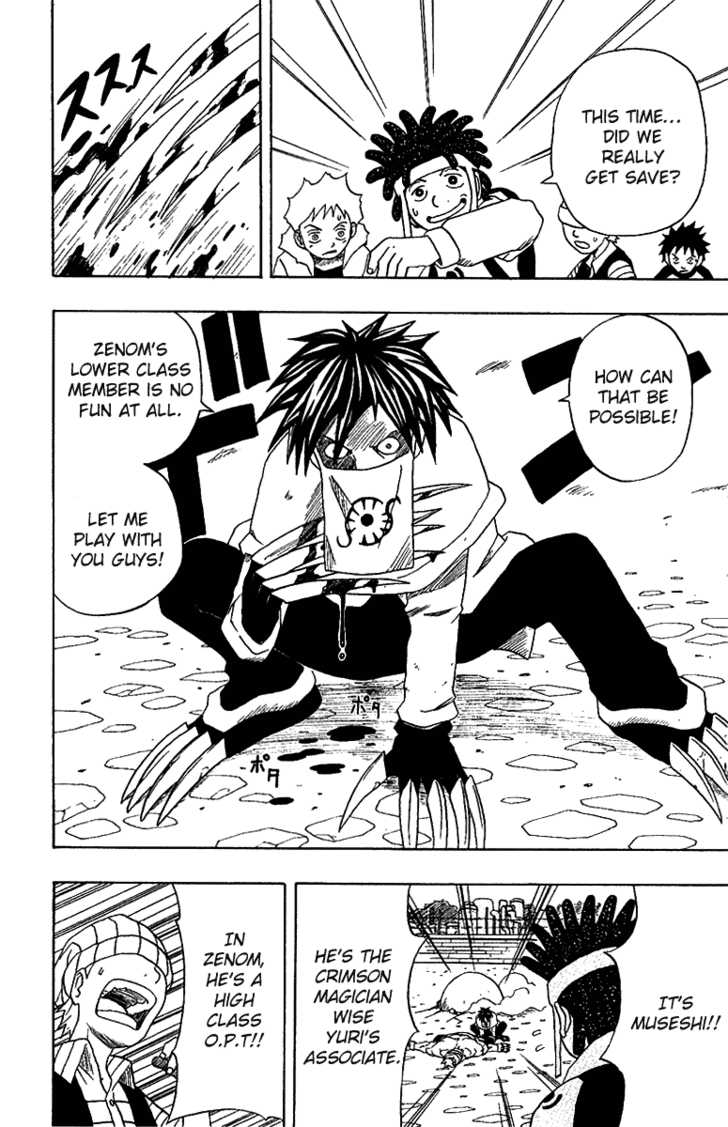 THIS TIME...
DID WE
REALLY
GET SAVE?
ススス
HOW CAN
THAT BE
POSSIBLE!
ZENOM'S
LOWER CLASS
MEMBER IS NO
FUN AT ALL.
LET ME
PLAY WITH
YOU GUYS!
ポタ
ポタ
IT'S
MUSESHI!!
HE'S THE
CRIMSON
MAGICIAN
WISE
YURI'S
ASSOCIATE.
IN
ZENOM,
HE'S A
HIGH
CLASS
O.P.T!!